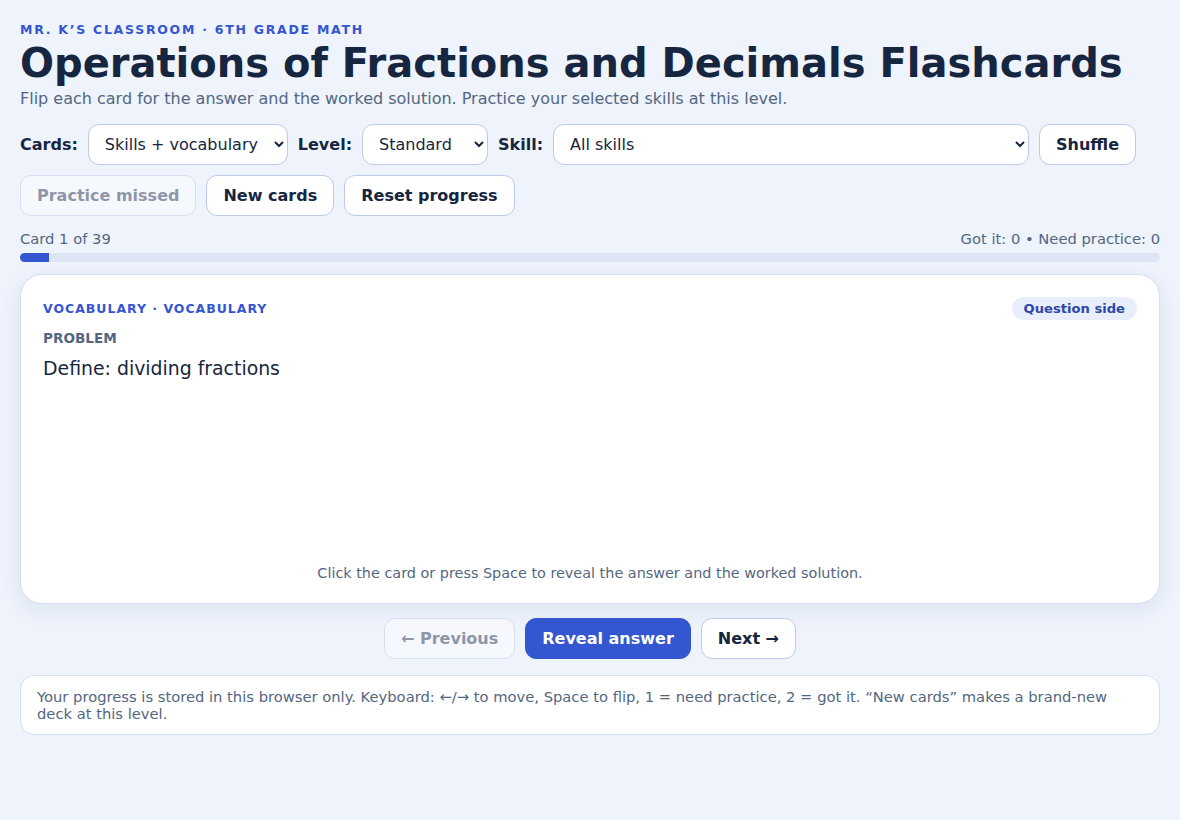 MR. K’S CLASSROOM · 6TH GRADE MATH
Operations of Fractions and Decimals Flashcards
Flip each card for the answer and the worked solution. Practice your selected skills at this level.
Cards: Skills + vocabulary Level: Standard Skill: All skills Shuffle
Practice missed New cards Reset progress
Card 1 of 39 Got it: 0 • Need practice: 0
VOCABULARY · VOCABULARY Question side
PROBLEM
Define: dividing fractions
Click the card or press Space to reveal the answer and the worked solution.
← Previous Reveal answer Next →
Your progress is stored in this browser only. Keyboard: ←/→ to move, Space to flip, 1 = need practice, 2 = got it. “New cards” makes a brand-new
deck at this level.